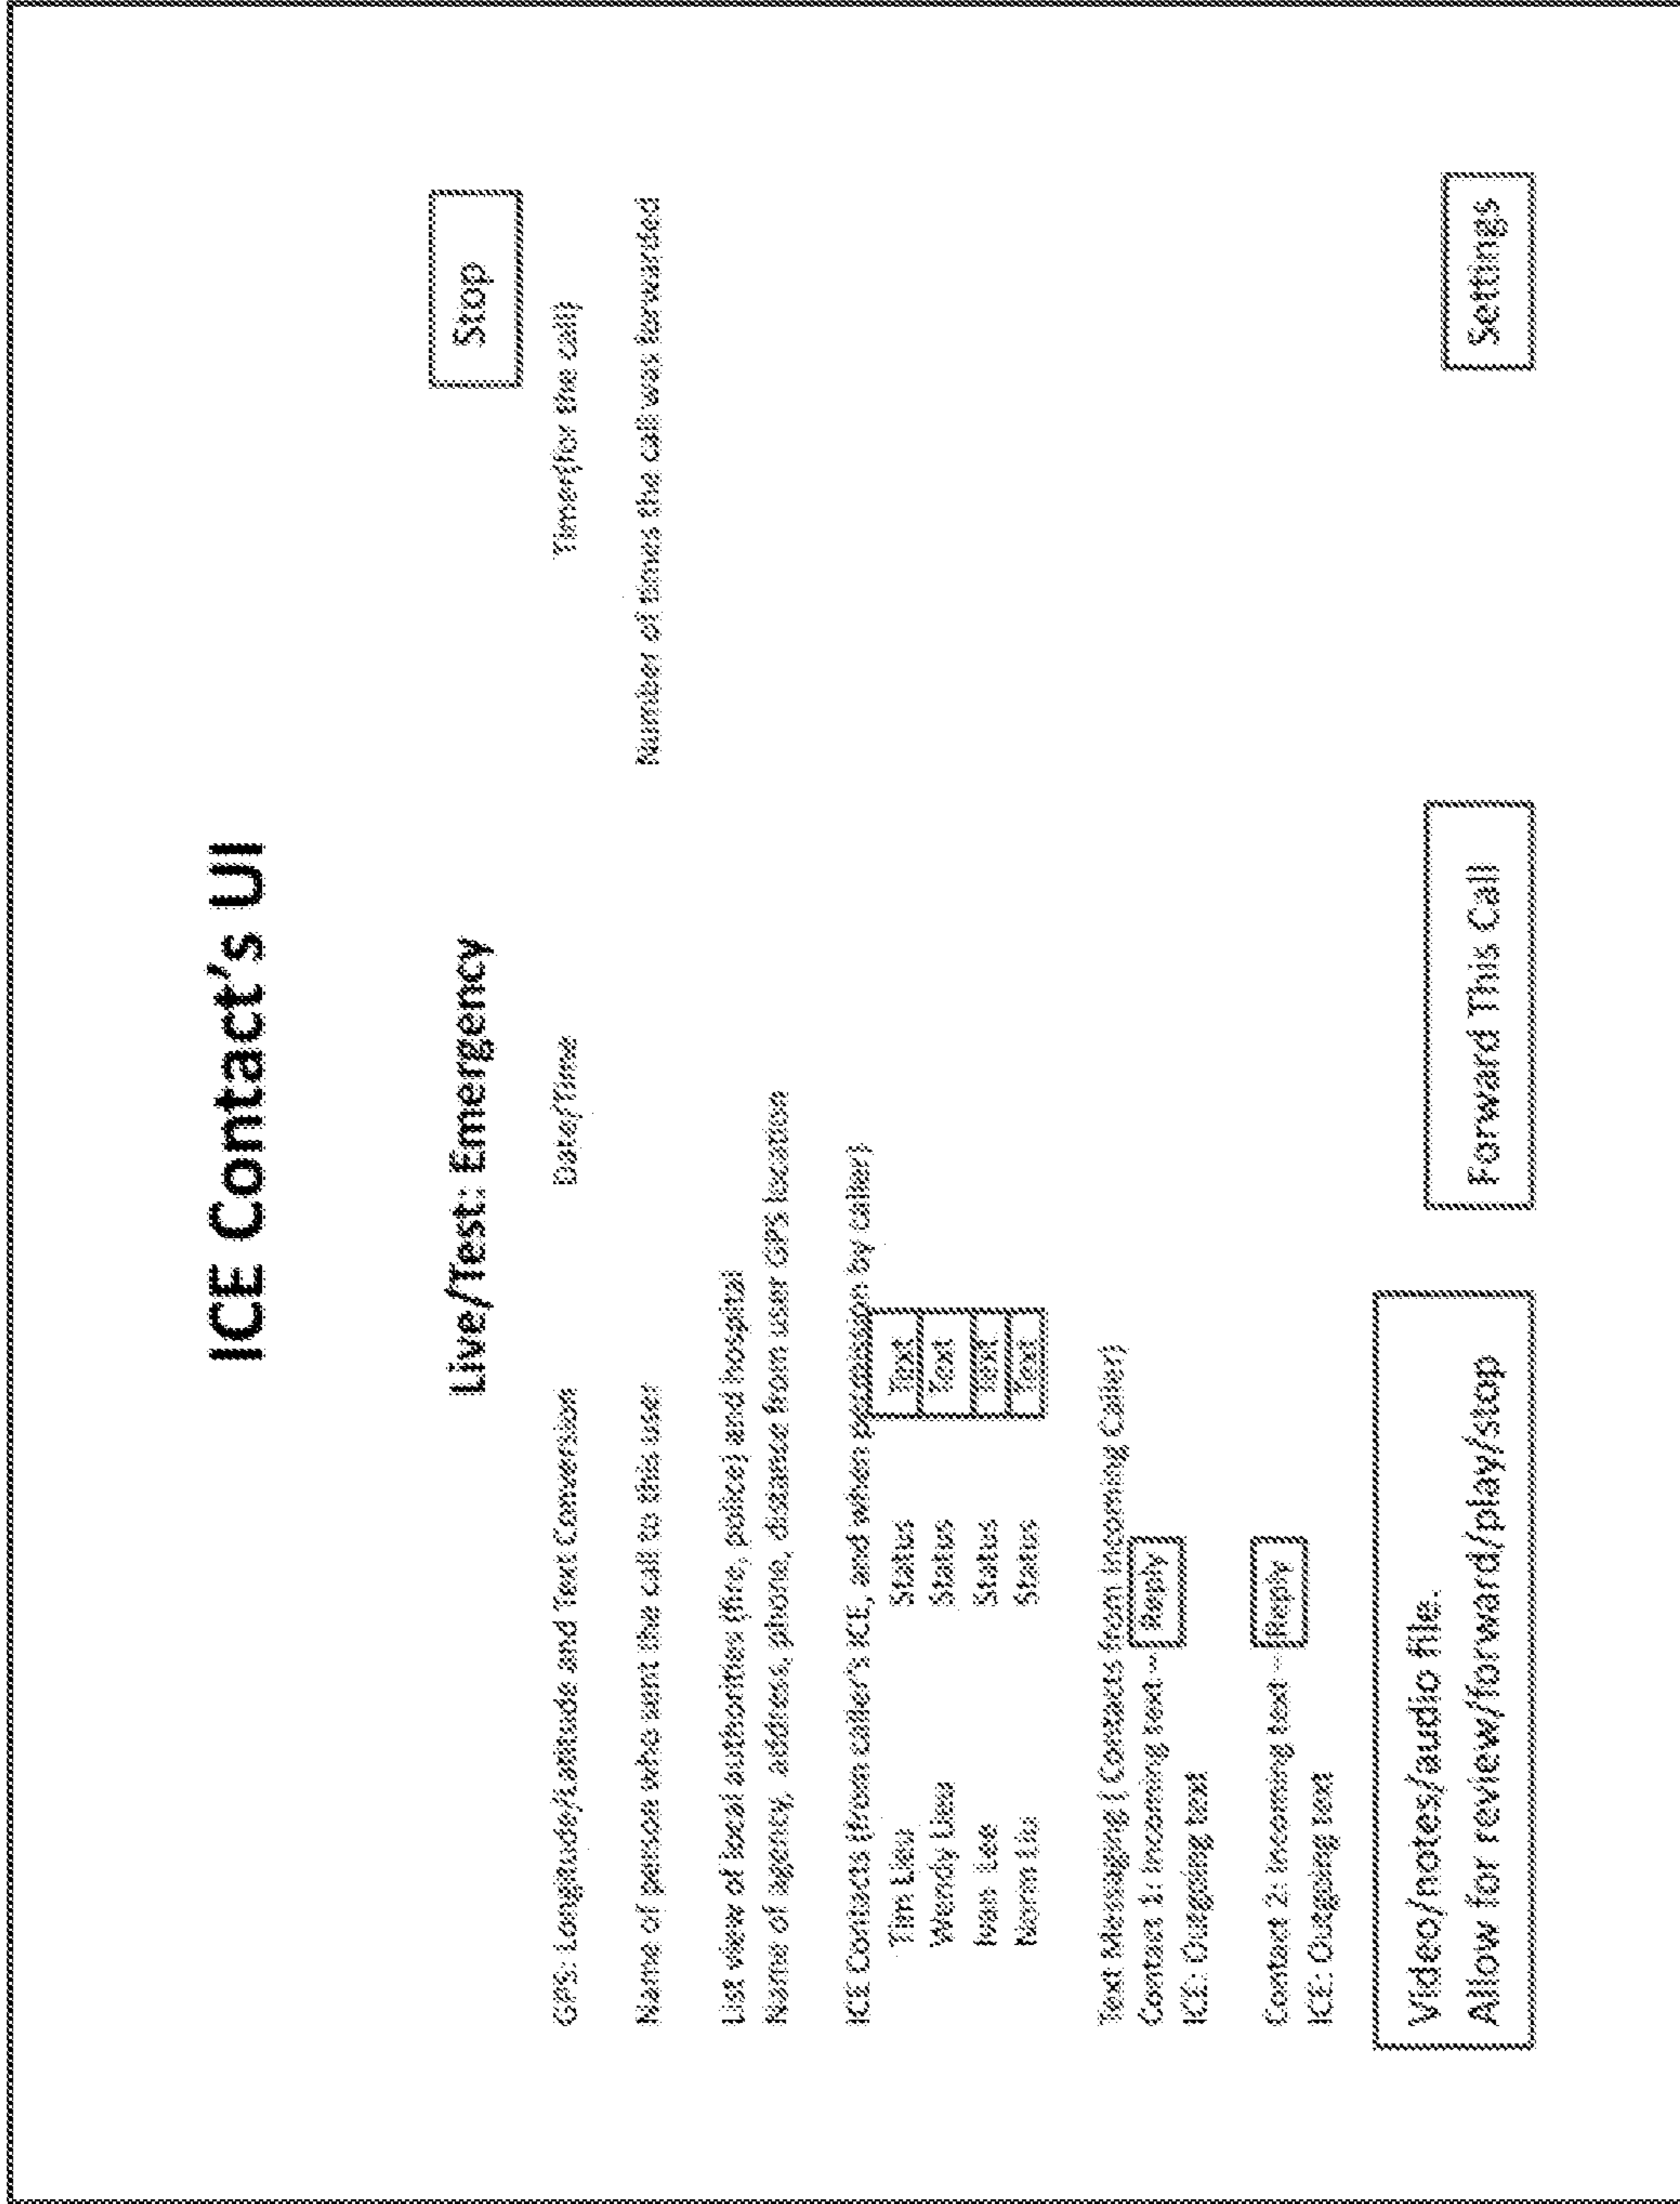 ICE Contact's UI
Live/Test: Emergency
Stop
GPS: Longitude/Latitude and Text Conversion
Date/Time
Timer(for the call)
Name of person who sent the call to this user
Number of times the call was forwarded
List view of local authorities (fire, police) and hospital
Name of agency, address, phone, distance from user GPS location
ICE Contacts (from caller's ICE, and when permission by caller)
Tim Lieu Status Text
Wendy Lieu Status Text
Ivan Lee Status Text
Norm Liu Status Text
Text Messaging ( Contacts from Incoming Caller)
Contact 1: Incoming text -- Reply
ICE: Outgoing text
Contact 2: Incoming text -- Reply
ICE: Outgoing text
Video/notes/audio file.
Allow for review/forward/play/stop
Forward This Call
Settings